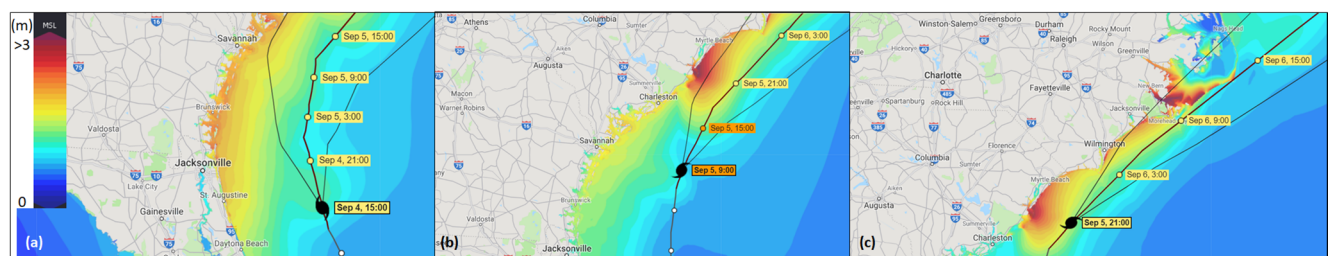 (m)
>3
MSL
0
Savannah
Brunswick
Valdosta
Jacksonville
Lake City
St. Augustine
Gainesville
Daytona Beach
Sep 5, 15:00
Sep 5, 9:00
Sep 5, 3:00
Sep 4, 21:00
Sep 4, 15:00
(a)
Athens
Columbia
Sumter
Myrtle Beach
Aiken
Augusta
Summerville
Macon
Charleston
Warner Robins
Savannah
Brunswick
Valdosta
Jacksonville
Sep 6, 3:00
Sep 5, 21:00
Sep 5, 15:00
Sep 5, 9:00
(b)
Greensboro
Winston-Salem
Durham
Rocky Mount
Raleigh
Wilson
Greenville
Hickory
Charlotte
New Bern
Fayetteville
Spartanburg
Rock Hill
Jacksonville
Morehead City
Florence
Wilmington
Columbia
Sumter
Myrtle Beach
Aiken
Augusta
Summerville
Charleston
Sep 6, 15:00
Sep 6, 9:00
Sep 6, 3:00
Sep 5, 21:00
(c)